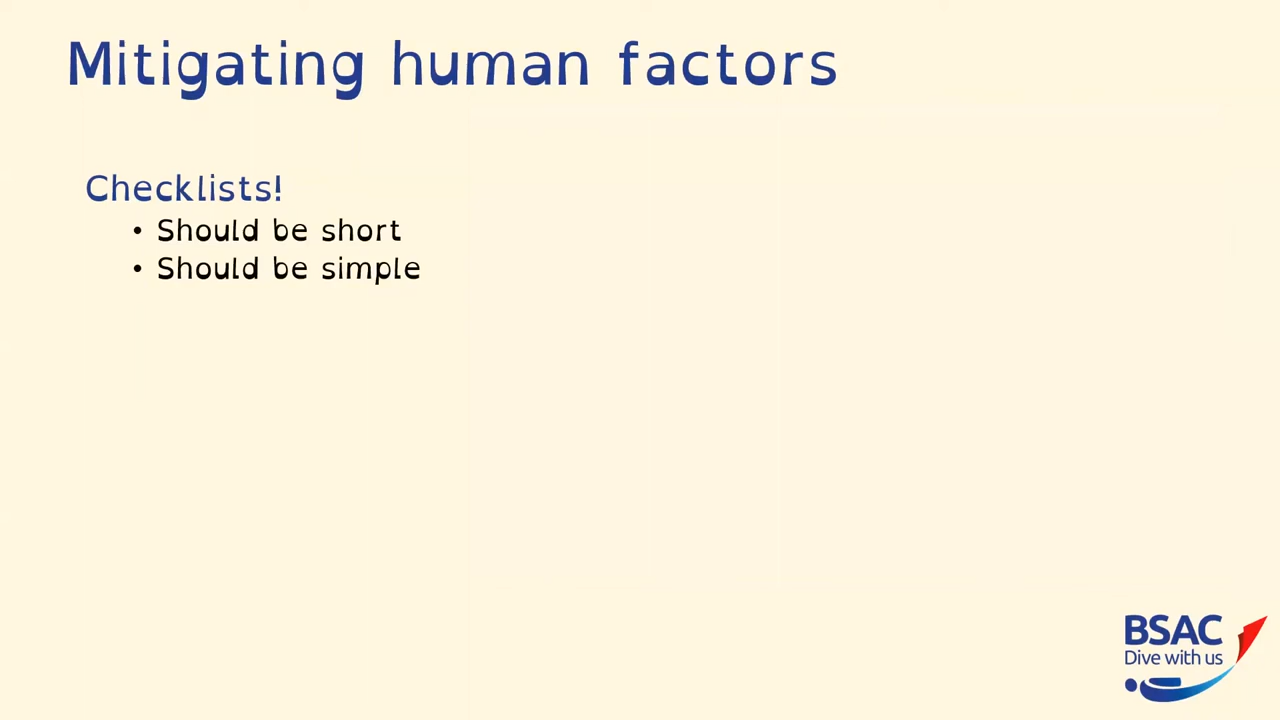 Mitigating human factors
Checklists!
• Should be short
• Should be simple
BSAC
Dive with us